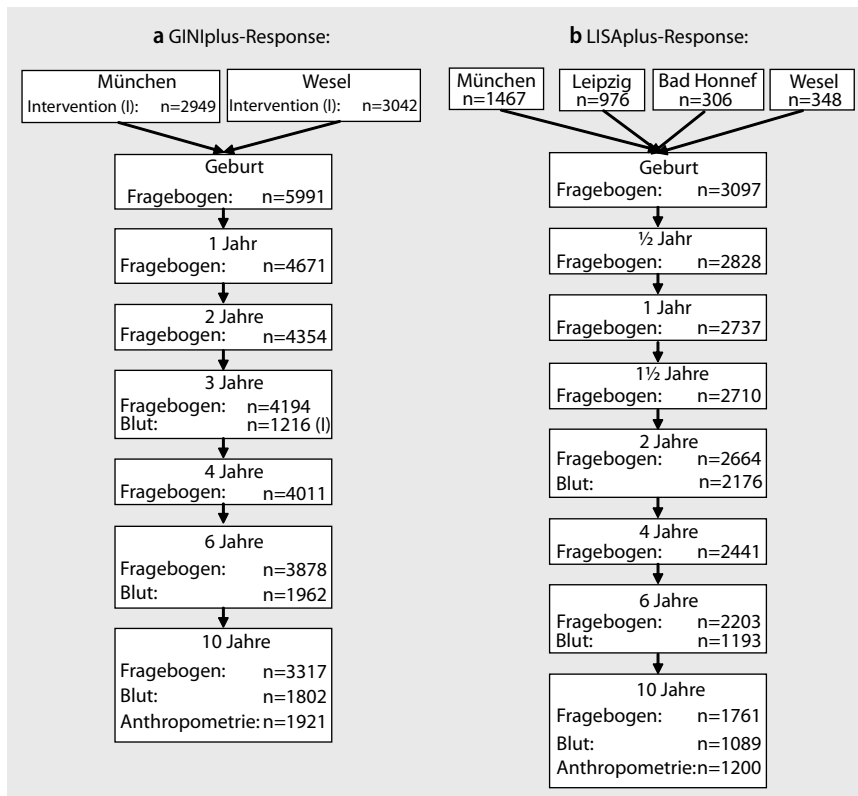 a GINIplus-Response:
München
Intervention (I): n=2949
Wesel
Intervention (I): n=3042
Geburt
Fragebogen: n=5991
1 Jahr
Fragebogen: n=4671
2 Jahre
Fragebogen: n=4354
3 Jahre
Fragebogen: n=4194
Blut: n=1216 (I)
4 Jahre
Fragebogen: n=4011
6 Jahre
Fragebogen: n=3878
Blut: n=1962
10 Jahre
Fragebogen: n=3317
Blut: n=1802
Anthropometrie: n=1921
b LISAplus-Response:
München
n=1467
Leipzig
n=976
Bad Honnef
n=306
Wesel
n=348
Geburt
Fragebogen: n=3097
½ Jahr
Fragebogen: n=2828
1 Jahr
Fragebogen: n=2737
1½ Jahre
Fragebogen: n=2710
2 Jahre
Fragebogen: n=2664
Blut: n=2176
4 Jahre
Fragebogen: n=2441
6 Jahre
Fragebogen: n=2203
Blut: n=1193
10 Jahre
Fragebogen: n=1761
Blut: n=1089
Anthropometrie:n=1200